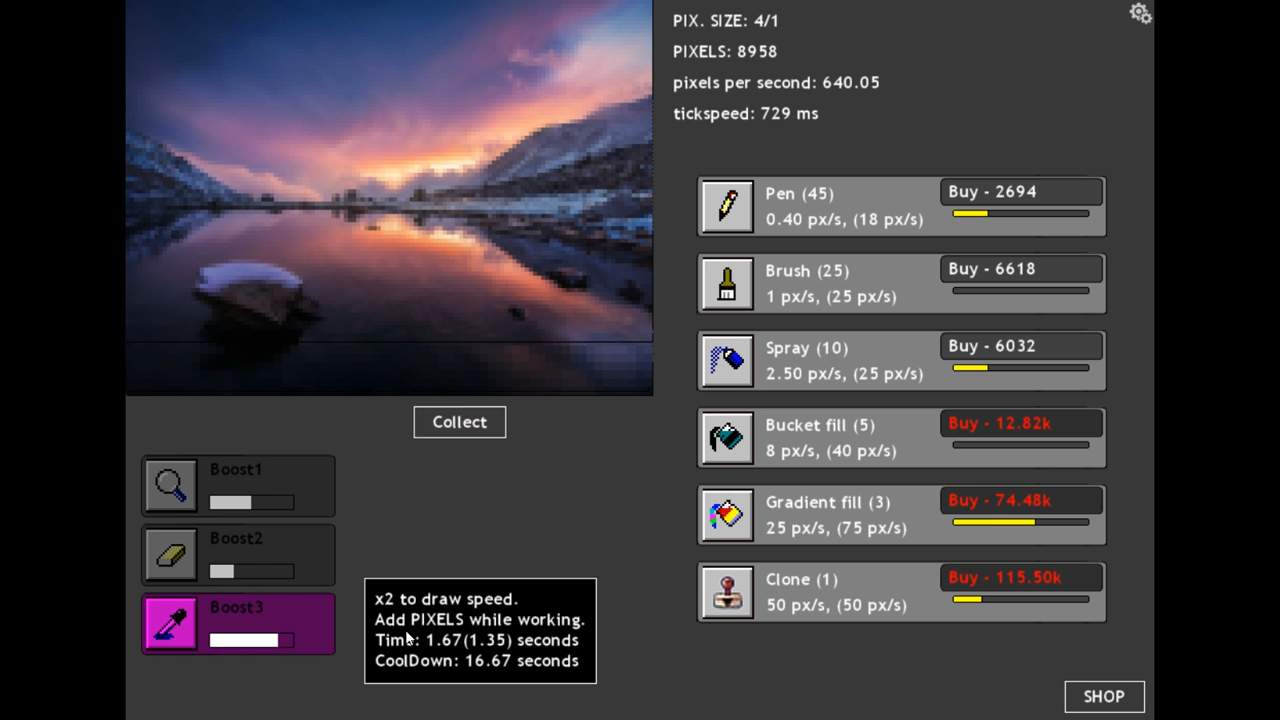 PIX. SIZE: 4/1
PIXELS: 8958
pixels per second: 640.05
tickspeed: 729 ms
Pen (45)
Buy - 2694
0.40 px/s, (18 px/s)
Brush (25)
Buy - 6618
1 px/s, (25 px/s)
Spray (10)
Buy - 6032
2.50 px/s, (25 px/s)
Collect
Bucket fill (5)
Buy - 12.82k
8 px/s, (40 px/s)
Boost1
Gradient fill (3)
Buy - 74.48k
25 px/s, (75 px/s)
Boost2
Clone (1)
Buy - 115.50k
50 px/s, (50 px/s)
Boost3
x2 to draw speed.
Add PIXELS while working.
Time: 1.67(1.35) seconds
CoolDown: 16.67 seconds
SHOP